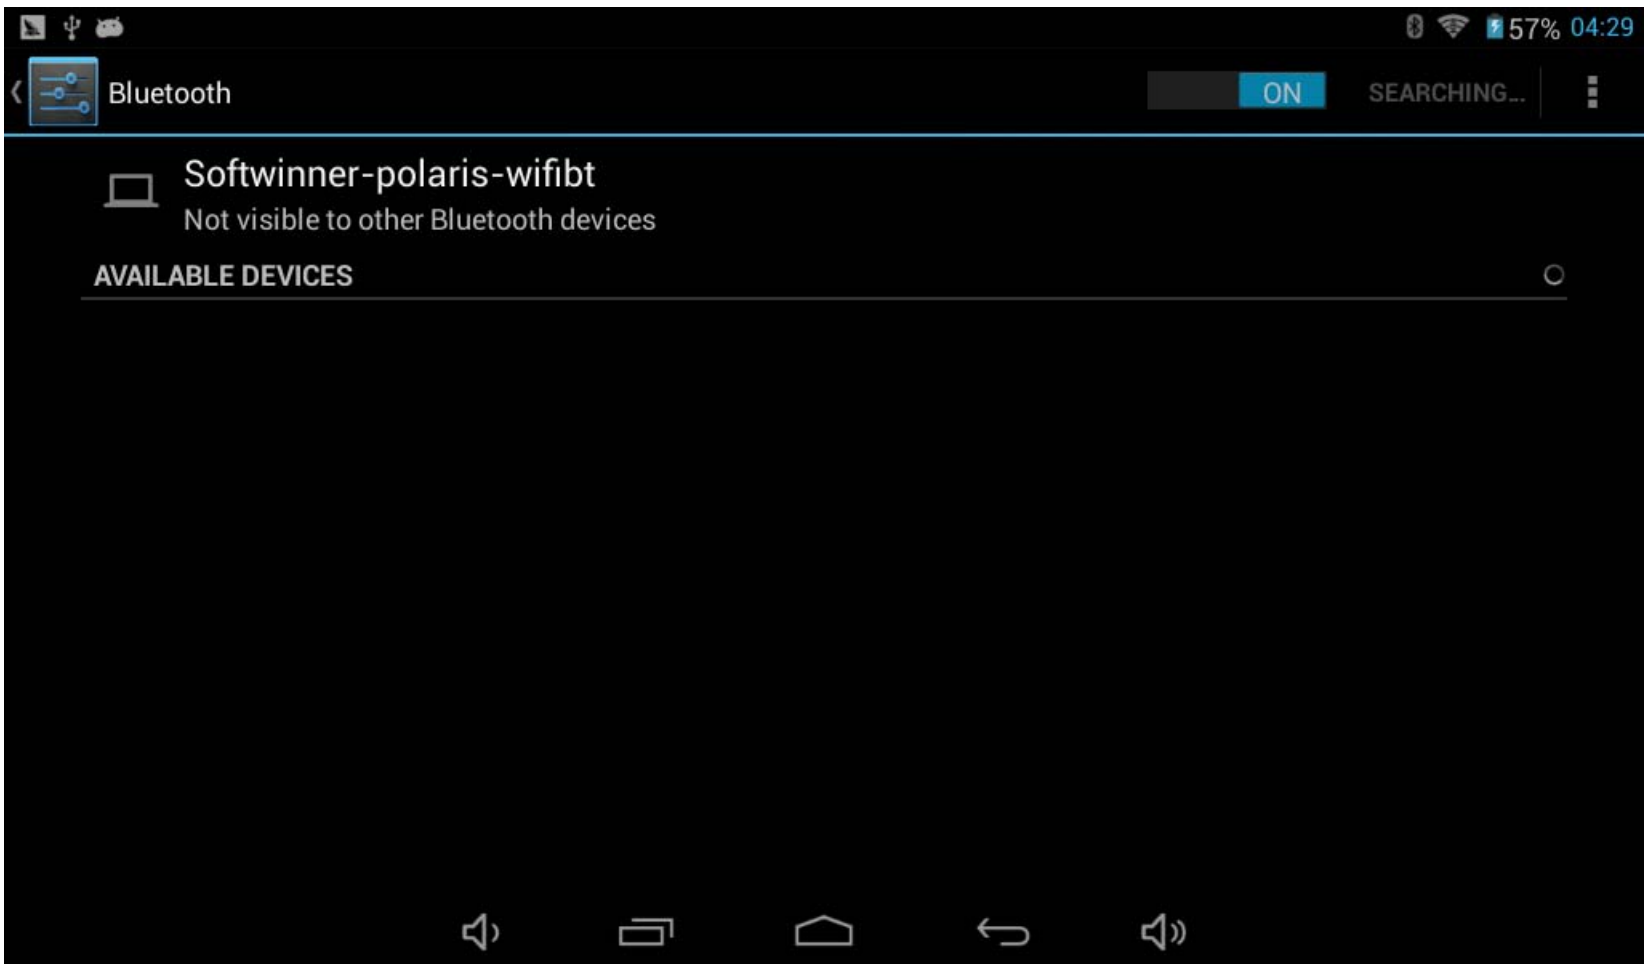 57% 04:29
Bluetooth ON SEARCHING...
Softwinner-polaris-wifibt
Not visible to other Bluetooth devices
AVAILABLE DEVICES